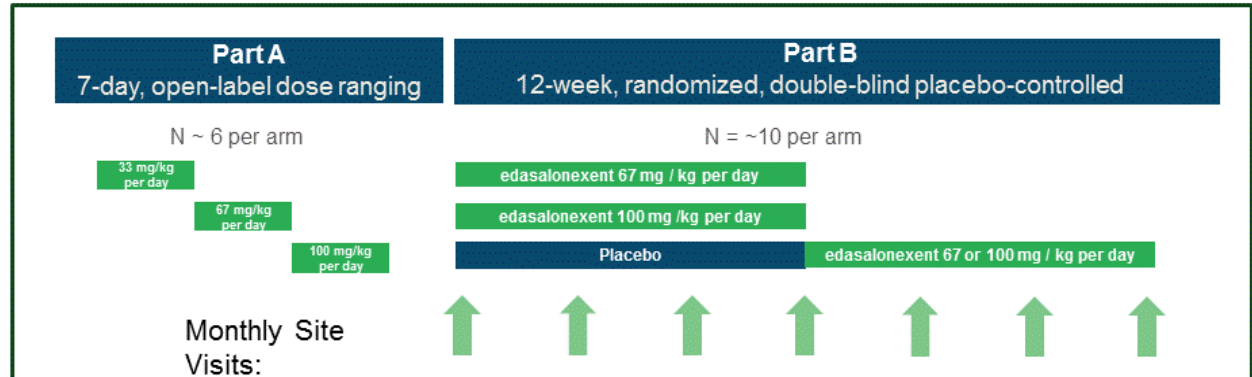 Part A
7-day, open-label dose ranging
Part B
12-week, randomized, double-blind placebo-controlled
N ~ 6 per arm
N = ~10 per arm
33 mg/kg
per day
67 mg/kg
per day
100 mg/kg
per day
edasalonexent 67 mg / kg per day
edasalonexent 100 mg /kg per day
Placebo
edasalonexent 67 or 100 mg / kg per day
Monthly Site
Visits: